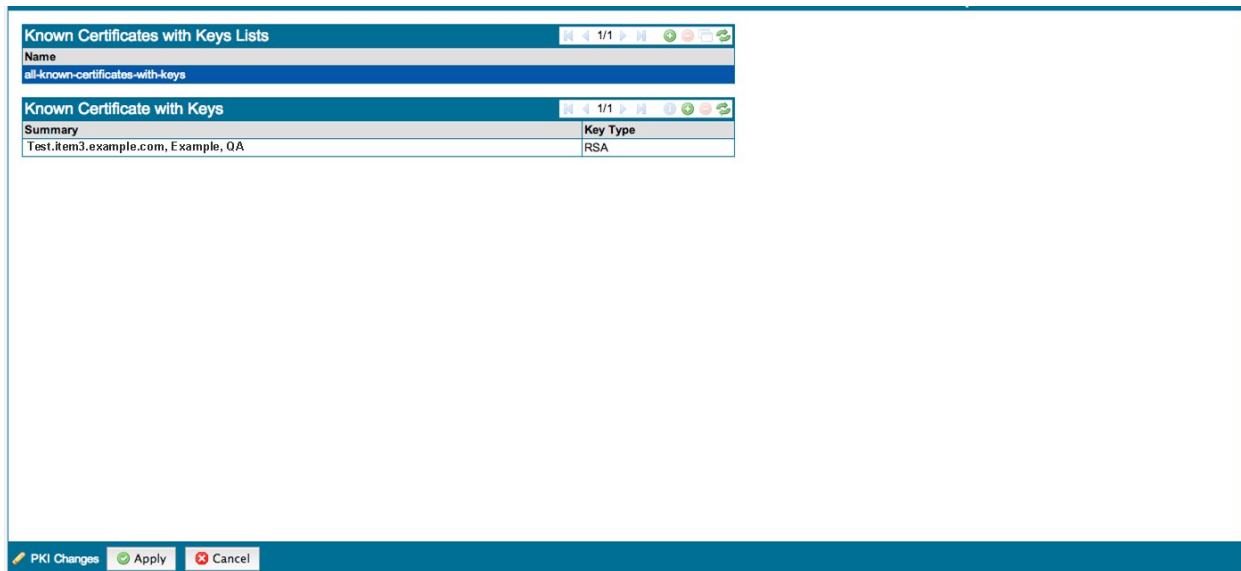 Known Certificates with Keys Lists 1/1
Name
all-known-certificates-with-keys
Known Certificate with Keys 1/1
Summary Key Type
Test.item3.example.com, Example, QA RSA
PKI Changes Apply Cancel